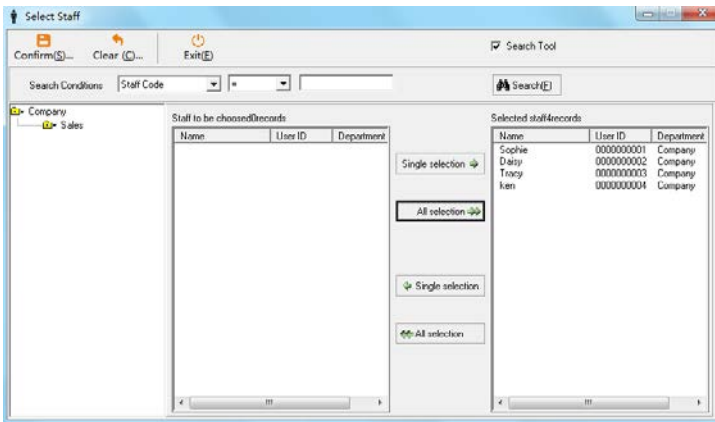 Select Staff
Confirm(S)... Clear (C)... Exit(E) Search Tool
Search Conditions Staff Code = Search(F)
Company
Sales
Staff to be choosed0records
Name User ID Department
Single selection
All selection
Single selection
All selection
Selected staff4records
Name User ID Department
Sophie 0000000001 Company
Daisy 0000000002 Company
Tracy 0000000003 Company
ken 0000000004 Company